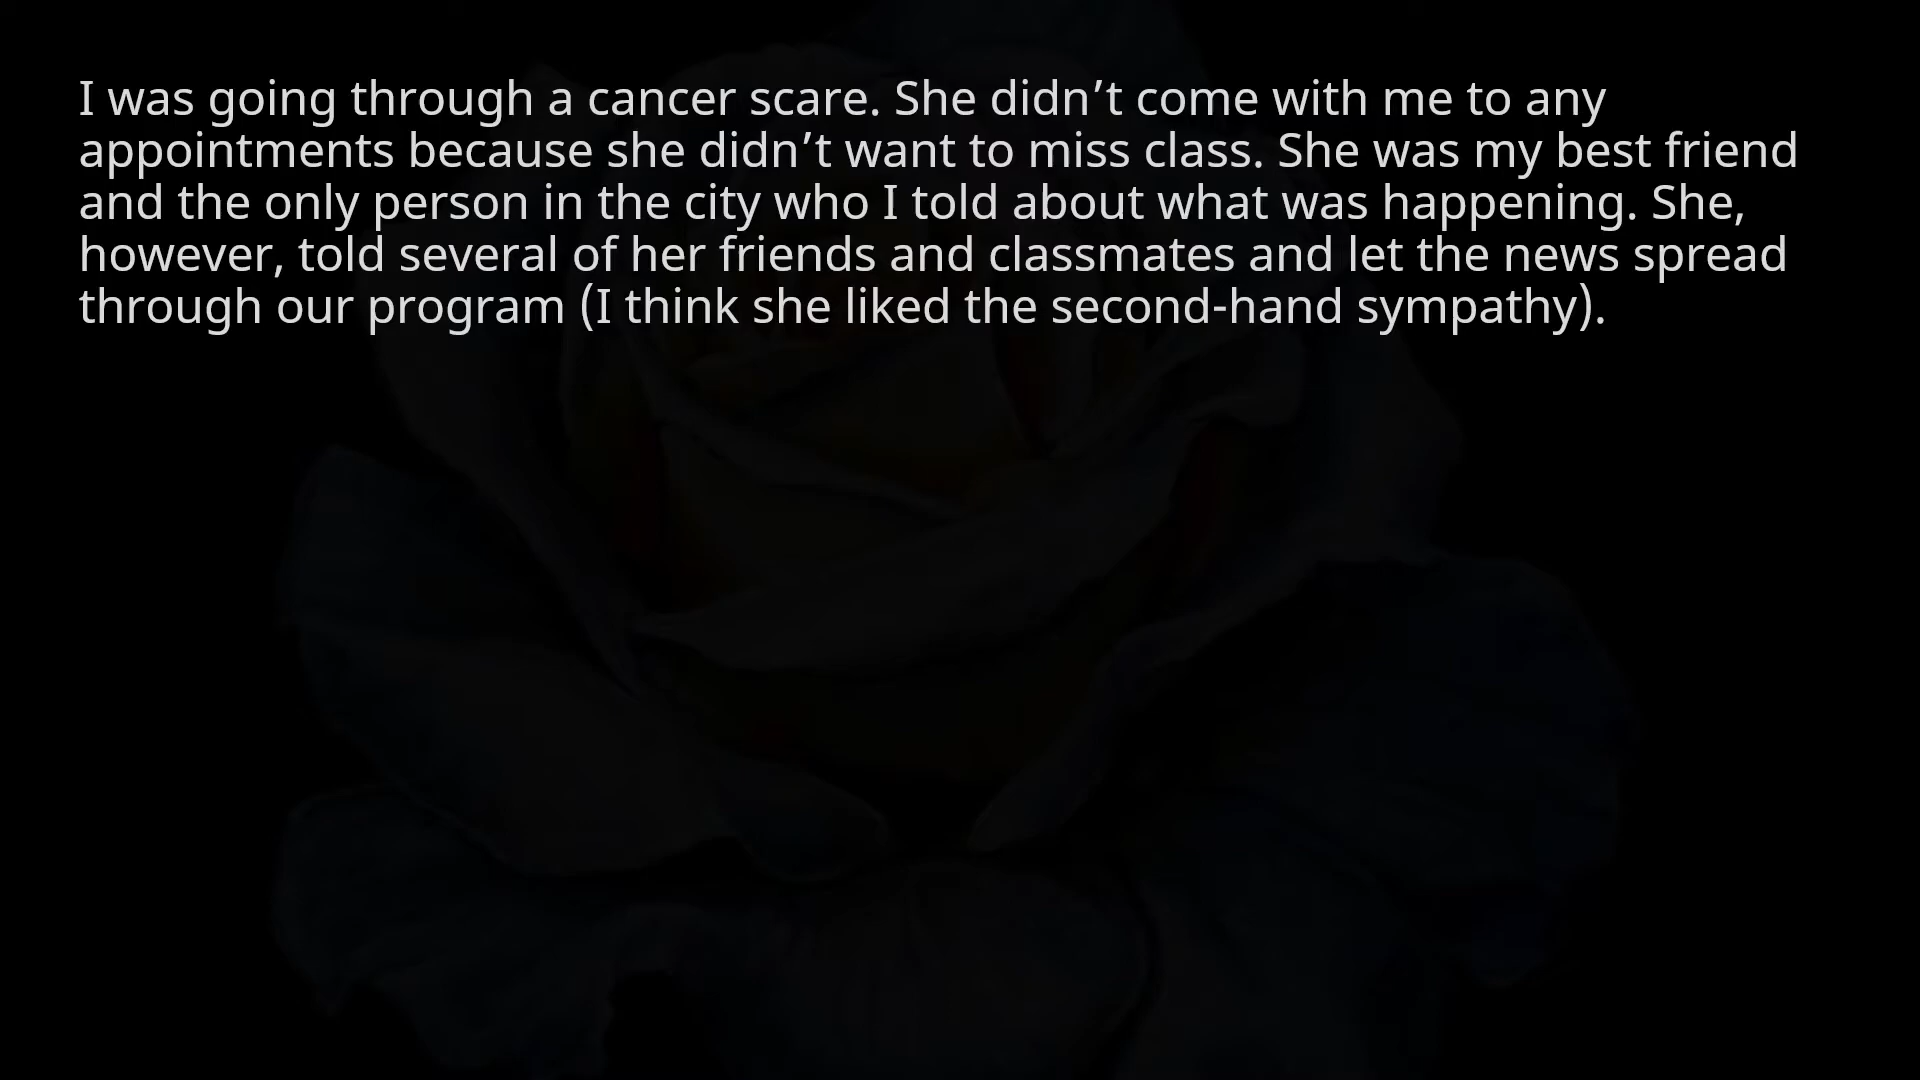 I was going through a cancer scare. She didn’t come with me to any
appointments because she didn’t want to miss class. She was my best friend
and the only person in the city who I told about what was happening. She,
however, told several of her friends and classmates and let the news spread
through our program (I think she liked the second-hand sympathy).